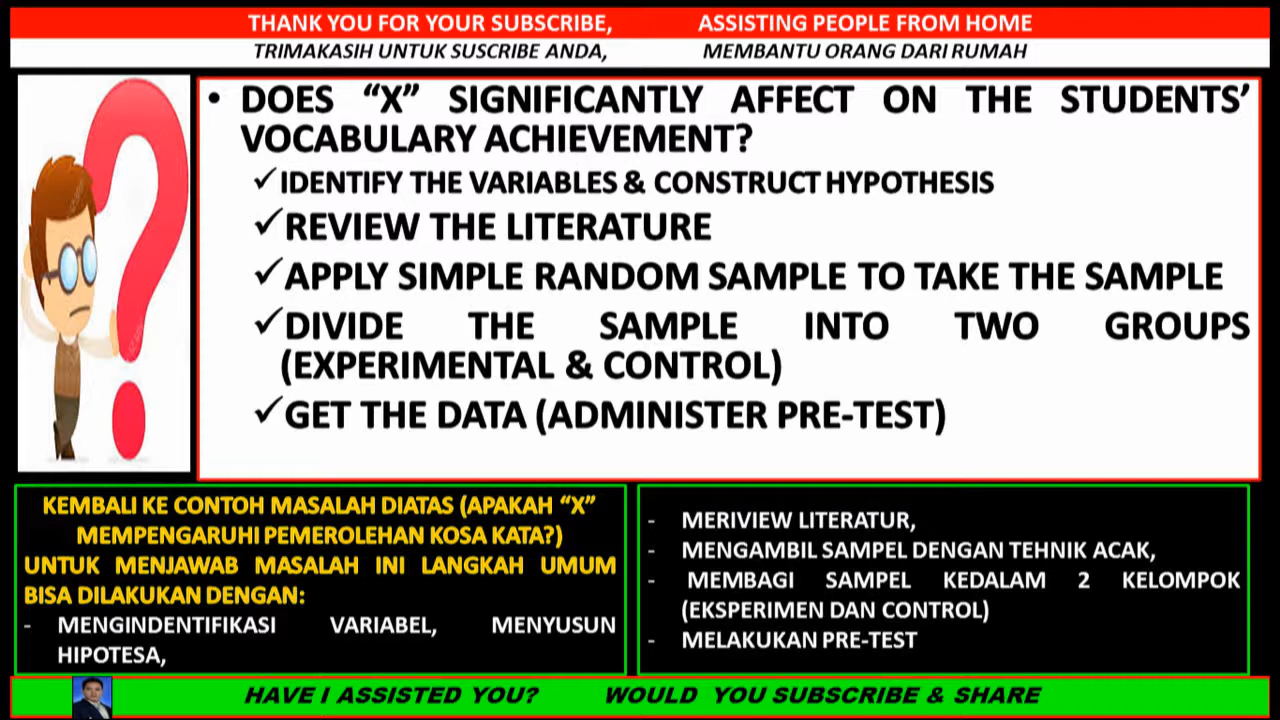 THANK YOU FOR YOUR SUBSCRIBE, ASSISTING PEOPLE FROM HOME
TRIMAKASIH UNTUK SUSCRIBE ANDA, MEMBANTU ORANG DARI RUMAH
• DOES “X” SIGNIFICANTLY AFFECT ON THE STUDENTS’
VOCABULARY ACHIEVEMENT?
✓IDENTIFY THE VARIABLES & CONSTRUCT HYPOTHESIS
✓REVIEW THE LITERATURE
✓APPLY SIMPLE RANDOM SAMPLE TO TAKE THE SAMPLE
✓DIVIDE THE SAMPLE INTO TWO GROUPS
(EXPERIMENTAL & CONTROL)
✓GET THE DATA (ADMINISTER PRE-TEST)
KEMBALI KE CONTOH MASALAH DIATAS (APAKAH “X”
MEMPENGARUHI PEMEROLEHAN KOSA KATA?)
UNTUK MENJAWAB MASALAH INI LANGKAH UMUM
BISA DILAKUKAN DENGAN:
- MENGINDENTIFIKASI VARIABEL, MENYUSUN
HIPOTESA,
- MERIVIEW LITERATUR,
- MENGAMBIL SAMPEL DENGAN TEHNIK ACAK,
- MEMBAGI SAMPEL KEDALAM 2 KELOMPOK
(EKSPERIMEN DAN CONTROL)
- MELAKUKAN PRE-TEST
HAVE I ASSISTED YOU? WOULD YOU SUBSCRIBE & SHARE